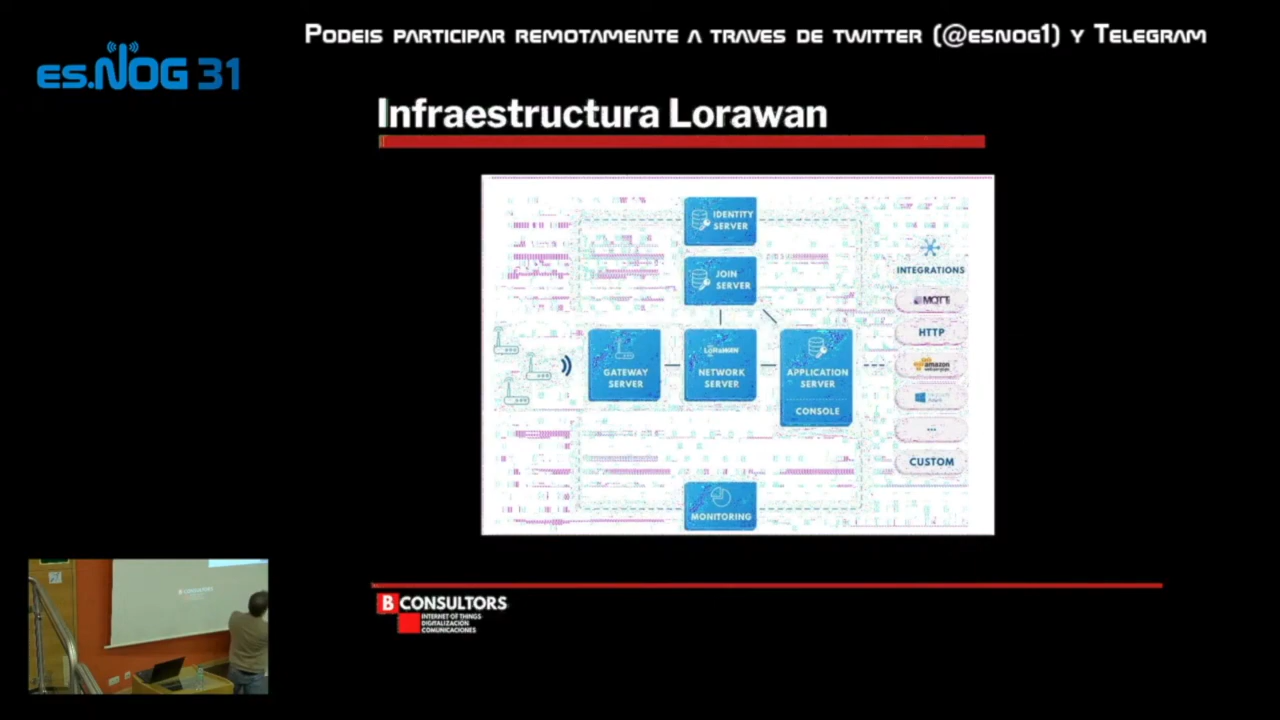 PODEIS PARTICIPAR REMOTAMENTE A TRAVES DE TWITTER (@ESNOG1) Y TELEGRAM
es.NOG 31
Infraestructura Lorawan
IDENTITY
SERVER
JOIN
SERVER
GATEWAY
SERVER
LoRaWAN
NETWORK
SERVER
APPLICATION
SERVER
CONSOLE
MONITORING
INTEGRATIONS
MQTT
HTTP
amazon
...
CUSTOM
B CONSULTORS
INTERNET OF THINGS
DIGITALIZACIÓN
COMUNICACIONES